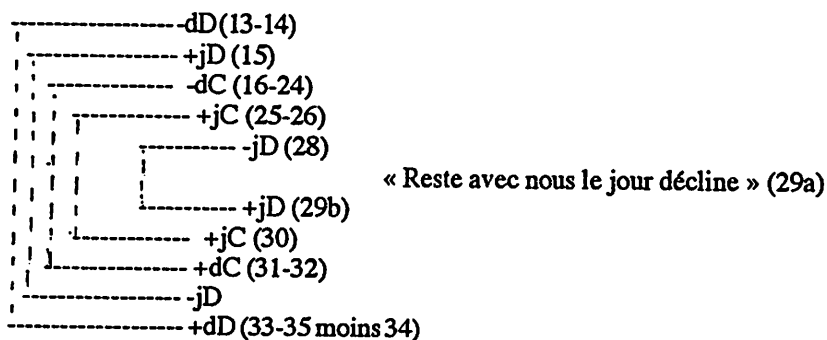 -dD (13-14)
+jD (15)
-dC (16-24)
+jC (25-26)
-jD (28)
« Reste avec nous le jour décline » (29a)
+jD (29b)
+jC (30)
+dC (31-32)
-jD
+dD (33-35 moins 34)